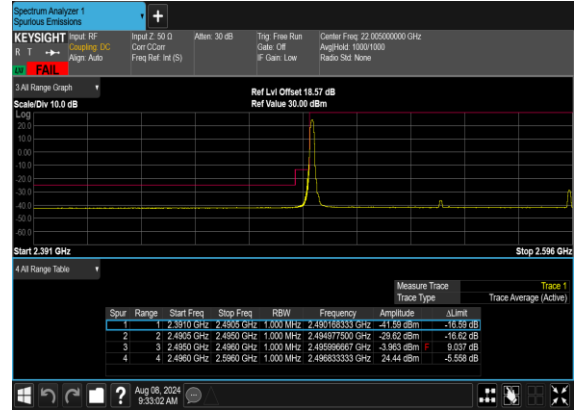 Spectrum Analyzer 1
Spurious Emissions
+
KEYSIGHT Input: RF Input Z: 50 Ω Atten: 30 dB Trig: Free Run Center Freq: 22.005000000 GHz
R T Coupling: DC Corr CCorr Gate: Off Avg|Hold: 1000/1000
Align: Auto Freq Ref: Int (S) IF Gain: Low Radio Std: None
FAIL
3 All Range Graph
Ref Lvl Offset 18.57 dB
Scale/Div 10.0 dB Ref Value 30.00 dBm
Log
20.0
10.0
0.00
-10.0
-20.0
-30.0
-40.0
-50.0
-60.0
Start 2.391 GHz Stop 2.596 GHz
4 All Range Table
Measure Trace Trace 1
Trace Type Trace Average (Active)
Spur Range Start Freq Stop Freq RBW Frequency Amplitude ΔLimit
1 1 2.3910 GHz 2.4905 GHz 1.000 MHz 2.490168333 GHz -41.59 dBm -16.59 dB
2 2 2.4905 GHz 2.4950 GHz 1.000 MHz 2.494977500 GHz -29.62 dBm -16.62 dB
3 3 2.4950 GHz 2.4960 GHz 1.000 MHz 2.495996667 GHz -3.963 dBm F 9.037 dB
4 4 2.4960 GHz 2.5960 GHz 1.000 MHz 2.496833333 GHz 24.44 dBm -5.558 dB
? Aug 08, 2024
9:33:02 AM